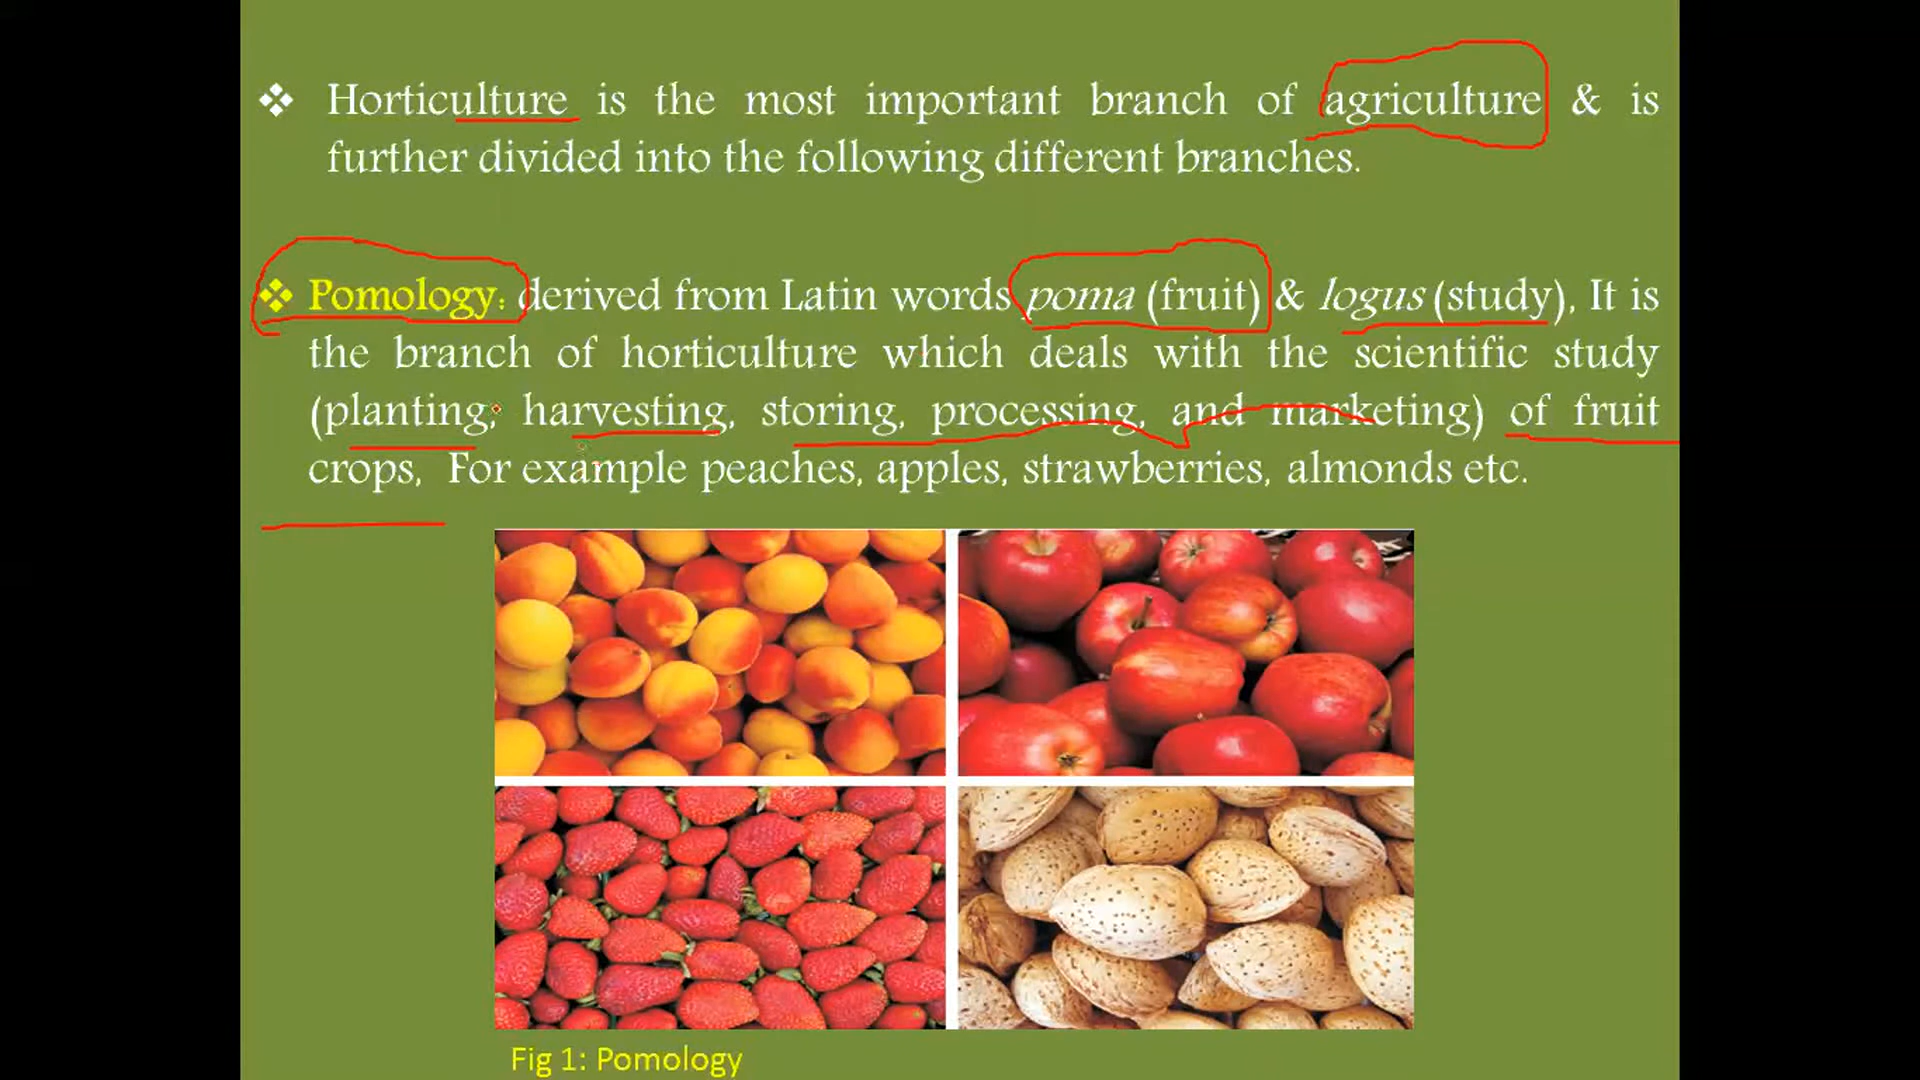 ❖ Horticulture is the most important branch of agriculture & is
further divided into the following different branches.
❖ Pomology: derived from Latin words poma (fruit) & logus (study), It is
the branch of horticulture which deals with the scientific study
(planting, harvesting, storing, processing, and marketing) of fruit
crops, For example peaches, apples, strawberries, almonds etc.
Fig 1: Pomology